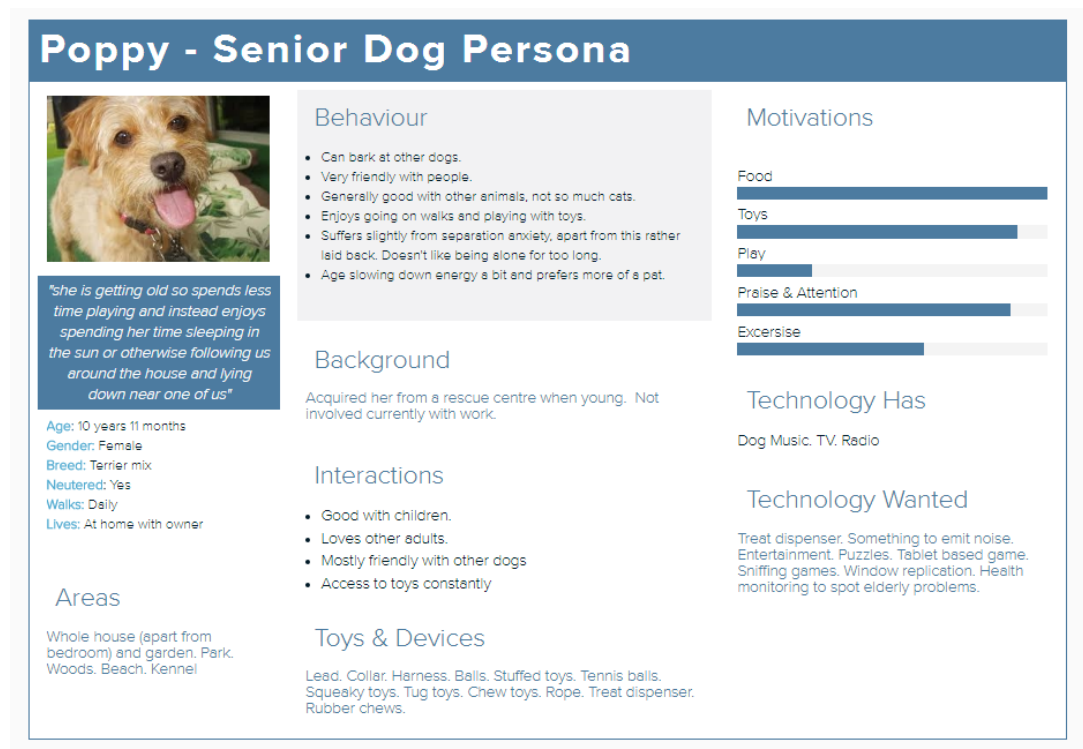 Poppy - Senior Dog Persona
"she is getting old so spends less
time playing and instead enjoys
spending her time sleeping in
the sun or otherwise following us
around the house and lying
down near one of us"
Age: 10 years 11 months
Gender: Female
Breed: Terrier mix
Neutered: Yes
Walks: Daily
Lives: At home with owner
Areas
Whole house (apart from
bedroom) and garden. Park.
Woods. Beach. Kennel
Behaviour
Can bark at other dogs.
Very friendly with people.
Generally good with other animals, not so much cats.
Enjoys going on walks and playing with toys.
Suffers slightly from separation anxiety, apart from this rather
laid back. Doesn't like being alone for too long.
Age slowing down energy a bit and prefers more of a pat.
Background
Acquired her from a rescue centre when young. Not
involved currently with work.
Interactions
Good with children.
Loves other adults.
Mostly friendly with other dogs
Access to toys constantly
Toys & Devices
Lead. Collar. Harness. Balls. Stuffed toys. Tennis balls.
Squeaky toys. Tug toys. Chew toys. Rope. Treat dispenser.
Rubber chews.
Motivations
Food
Toys
Play
Praise & Attention
Excersise
Technology Has
Dog Music. TV. Radio
Technology Wanted
Treat dispenser. Something to emit noise.
Entertainment. Puzzles. Tablet based game.
Sniffing games. Window replication. Health
monitoring to spot elderly problems.